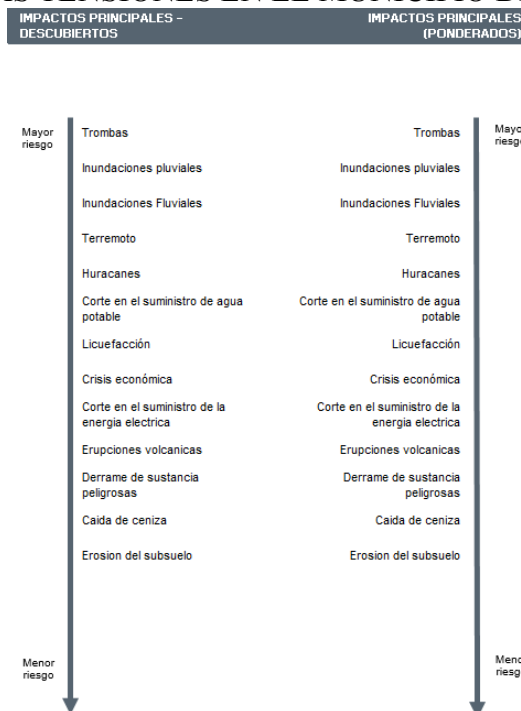 IMPACTOS PRINCIPALES – DESCUBIERTOS
IMPACTOS PRINCIPALES (PONDERADOS)
Mayor riesgo
Trombas
Trombas
Inundaciones pluviales
Inundaciones pluviales
Inundaciones Fluviales
Inundaciones Fluviales
Terremoto
Terremoto
Huracanes
Huracanes
Corte en el suministro de agua
potable
Corte en el suministro de agua
potable
Licuefacción
Licuefacción
Crisis económica
Crisis económica
Corte en el suministro de la
energia electrica
Corte en el suministro de la
energia electrica
Erupciones volcanicas
Erupciones volcanicas
Derrame de sustancia
peligrosas
Derrame de sustancia
peligrosas
Caida de ceniza
Caida de ceniza
Erosion del subsuelo
Erosion del subsuelo
Menor
riesgo